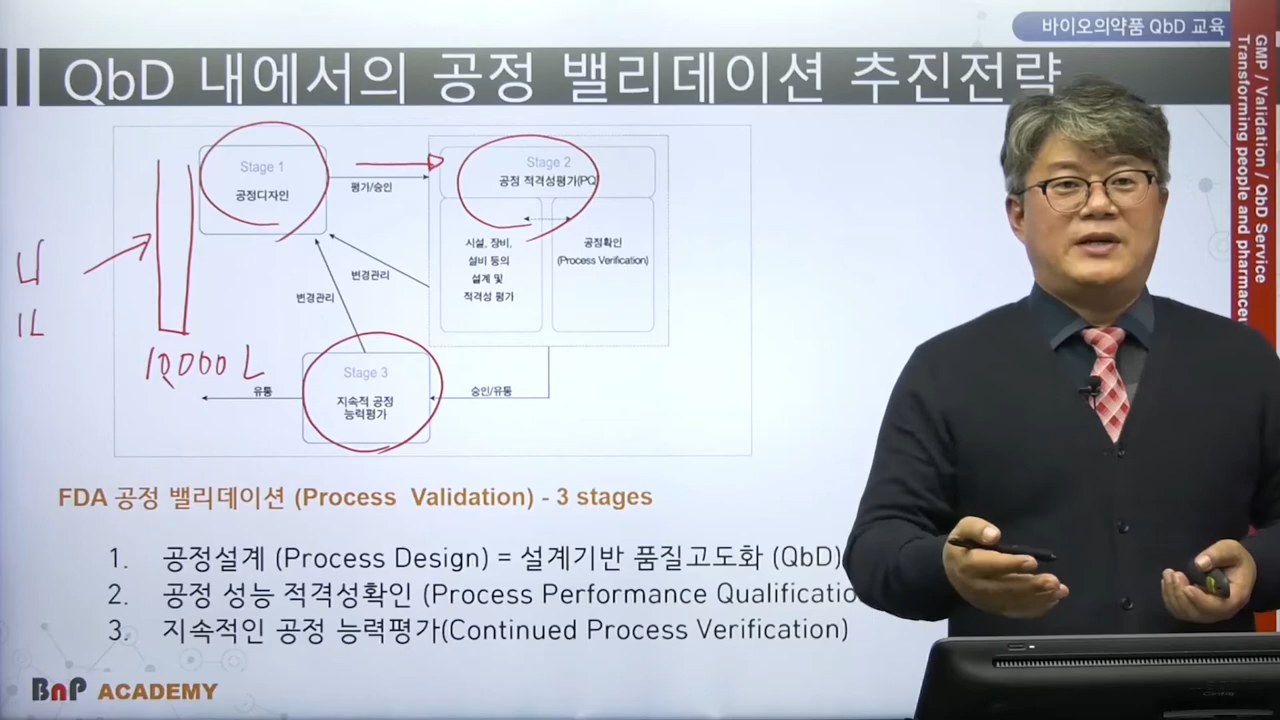 바이오의약품 QbD 교육
GMP / Validation / QbD Service
Transforming people and pharmaceu
QbD 내에서의 공정 밸리데이션 추진전략
Stage 1
공정디자인
평가/승인
Stage 2
공정 적격성평가(PQ)
시설, 장비,
설비 등의
설계 및
적격성 평가
공정확인
(Process Verification)
변경관리
변경관리
10,000 L
1L
Stage 3
지속적 공정
능력평가
유통
승인/유통
FDA 공정 밸리데이션 (Process Validation) - 3 stages
1. 공정설계 (Process Design) = 설계기반 품질고도화 (QbD)
2. 공정 성능 적격성확인 (Process Performance Qualificatio
3. 지속적인 공정 능력평가(Continued Process Verification)
BnP ACADEMY